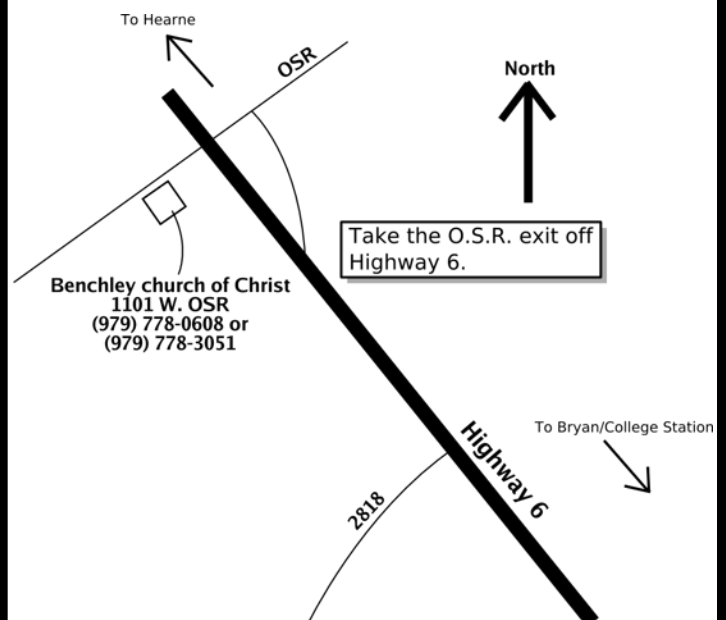 To Hearne
OSR
North
Take the O.S.R. exit off
Highway 6.
Benchley church of Christ
1101 W. OSR
(979) 778-0608 or
(979) 778-3051
To Bryan/College Station
Highway 6
2818